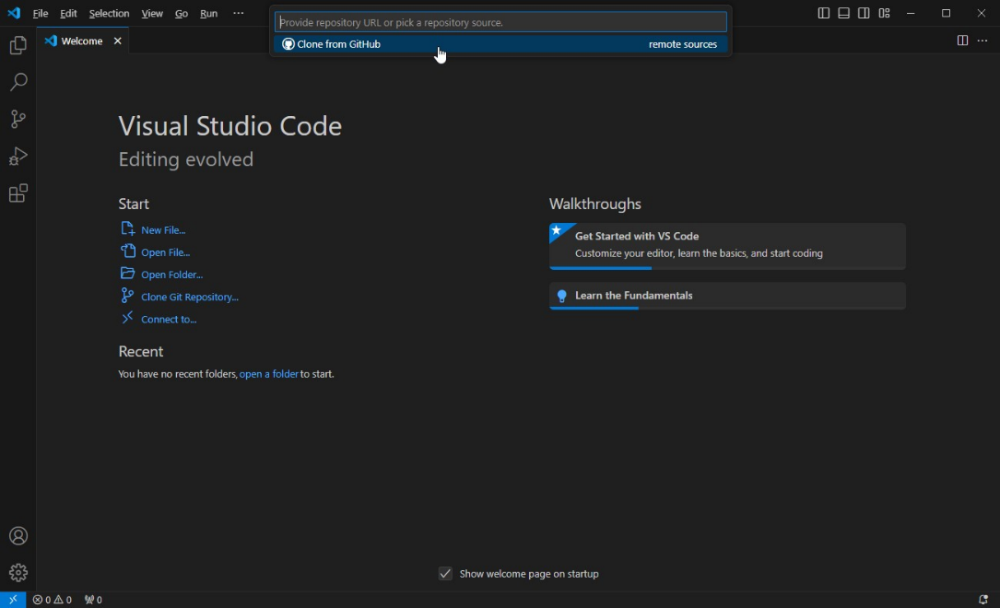 File Edit Selection View Go Run ···
Provide repository URL or pick a repository source.
Clone from GitHub remote sources
Welcome
Visual Studio Code
Editing evolved
Start
New File...
Open File...
Open Folder...
Clone Git Repository...
Connect to...
Recent
You have no recent folders, open a folder to start.
Walkthroughs
Get Started with VS Code
Customize your editor, learn the basics, and start coding
Learn the Fundamentals
Show welcome page on startup
0 0 0